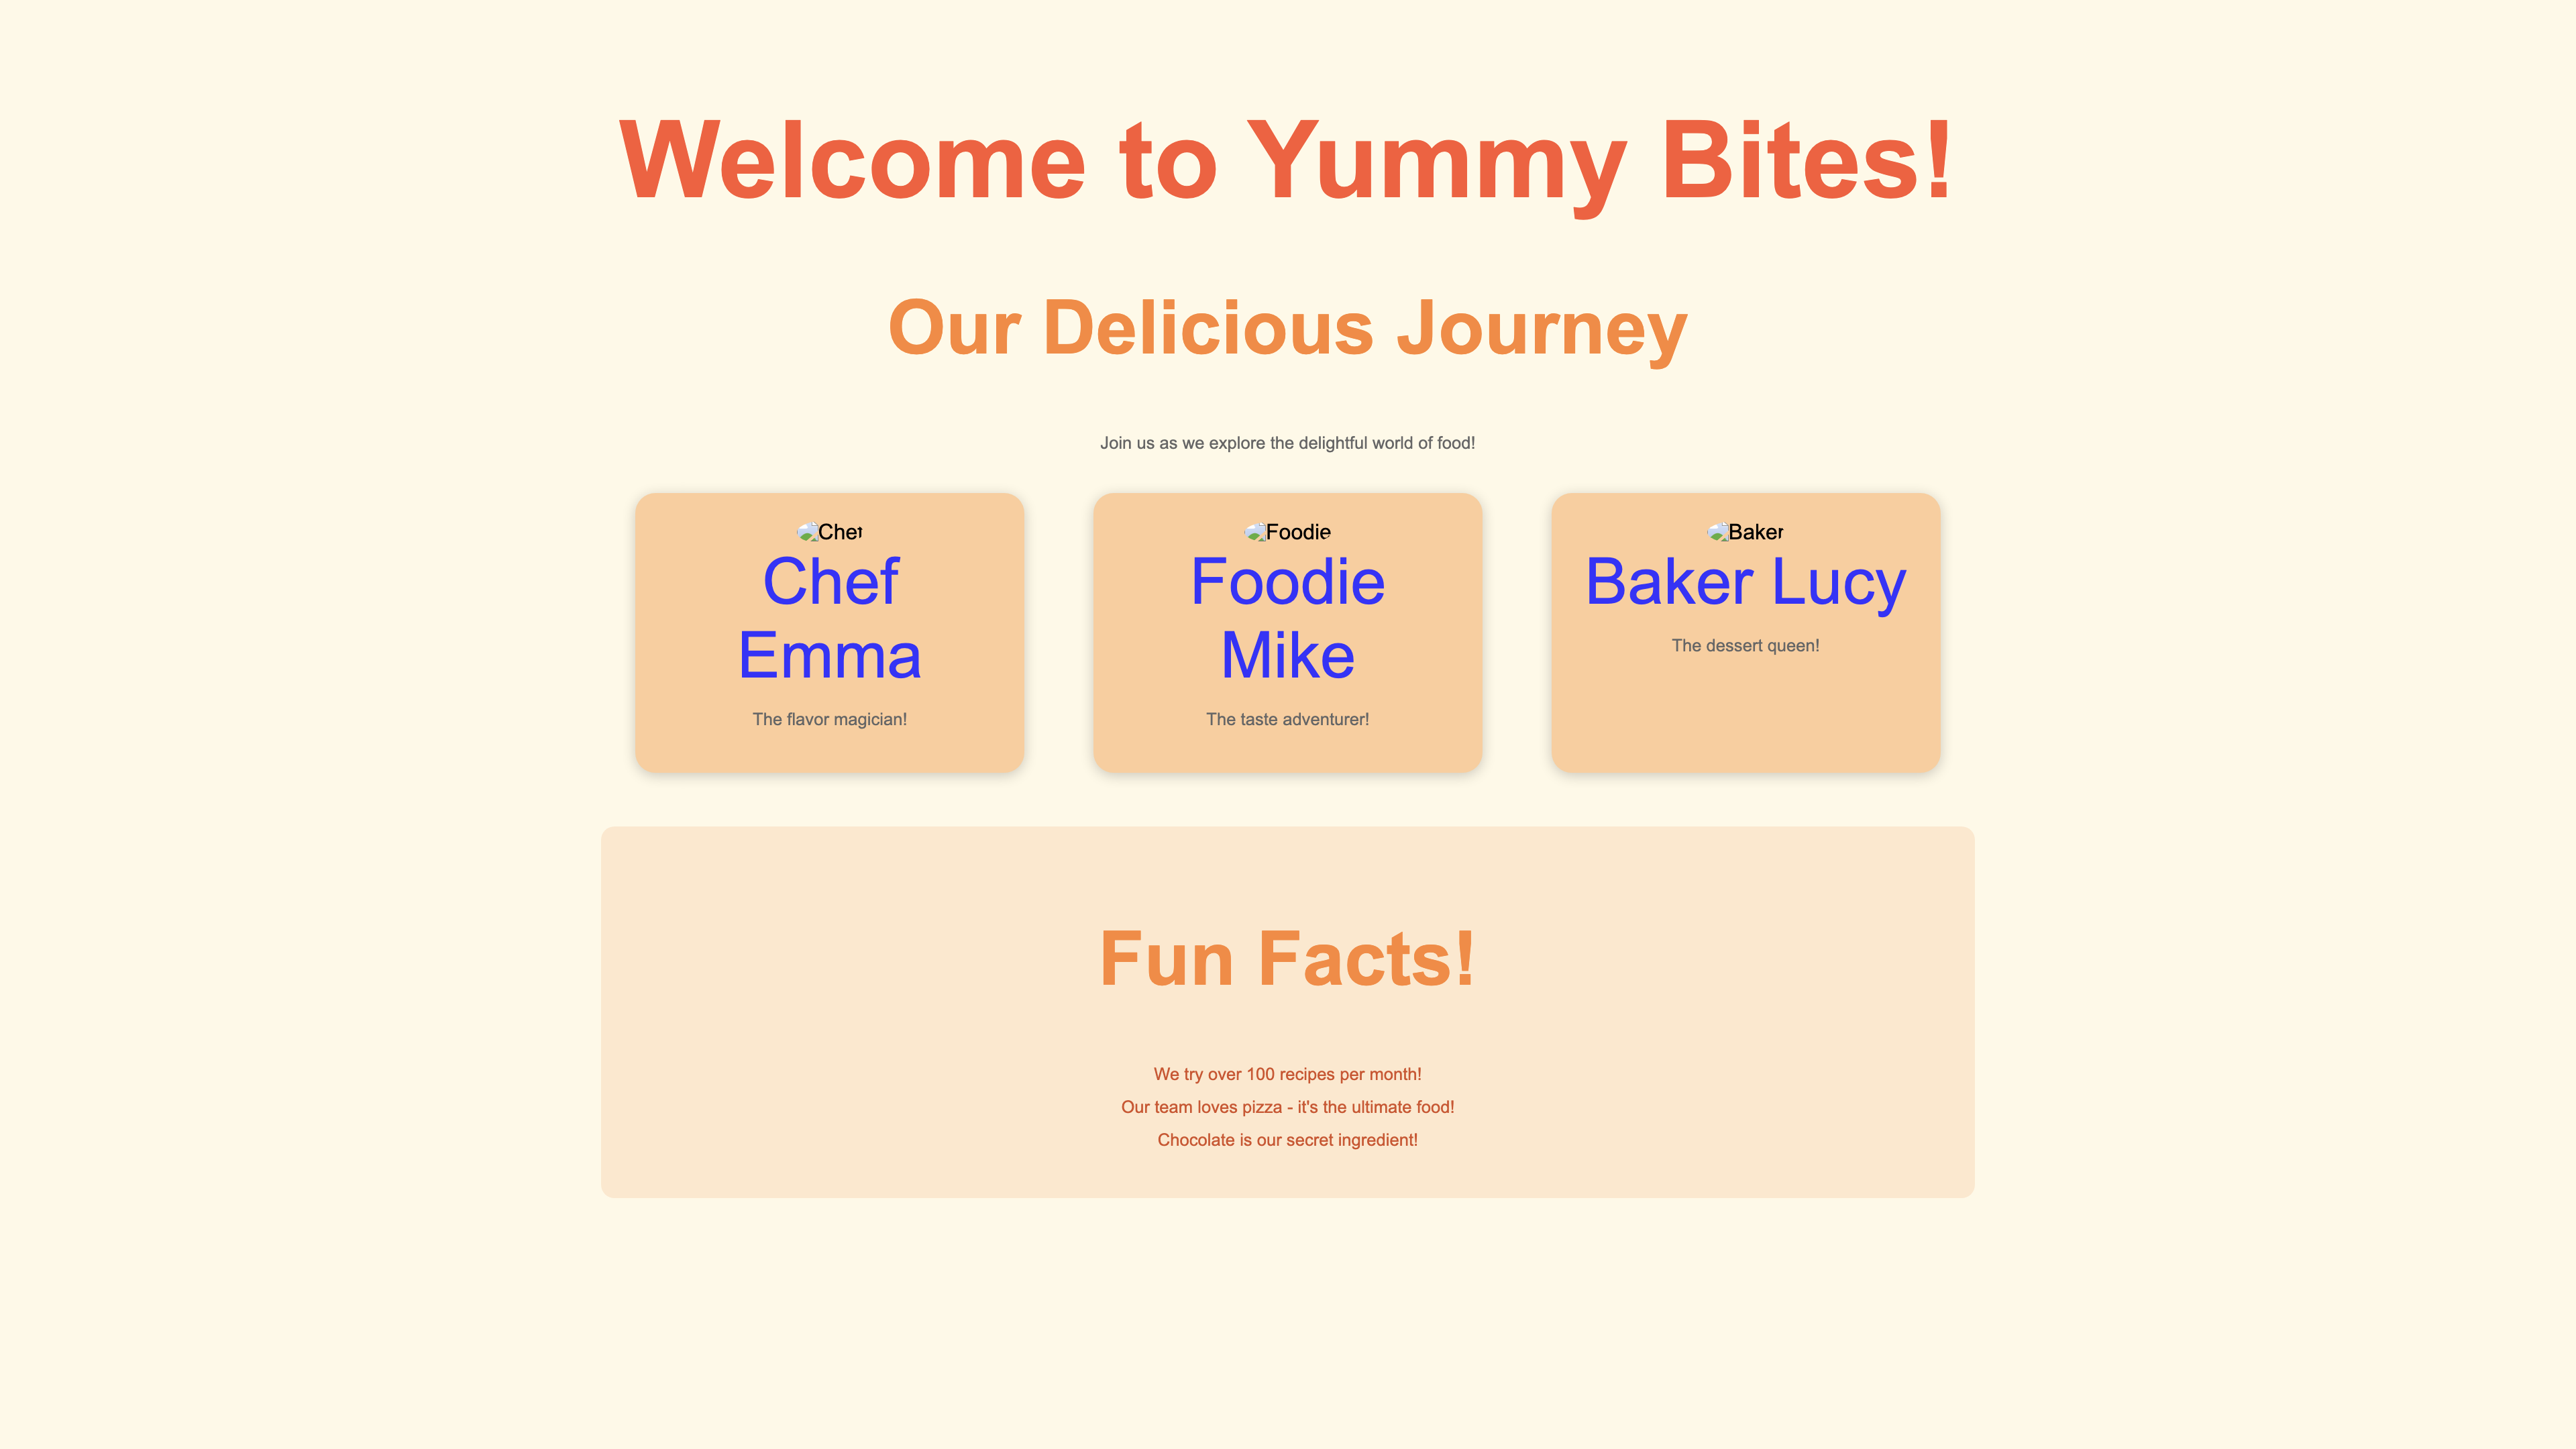 Welcome to Yummy Bites!
Our Delicious Journey
Join us as we explore the delightful world of food!
Chef
Chef
Emma
The flavor magician!
Foodie
Foodie
Mike
The taste adventurer!
Baker
Baker Lucy
The dessert queen!
Fun Facts!
We try over 100 recipes per month!
Our team loves pizza - it's the ultimate food!
Chocolate is our secret ingredient!